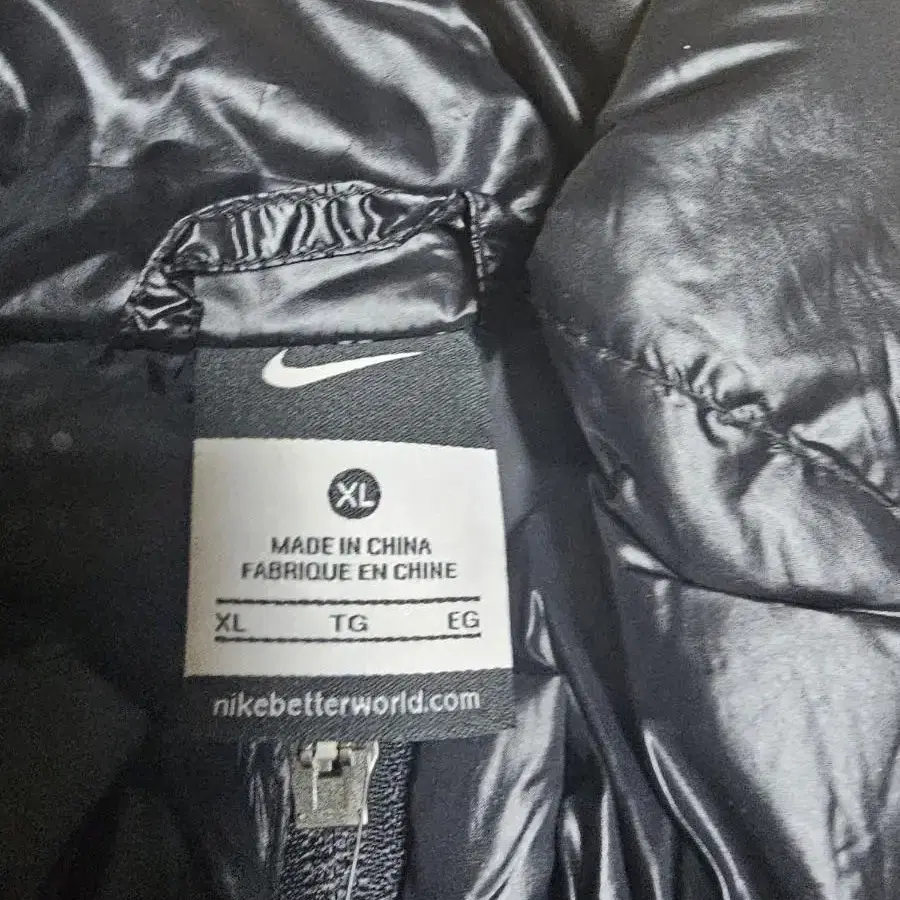 XL
MADE IN CHINA
FABRIQUE EN CHINE
XL TG EG
nikebetterworld.com